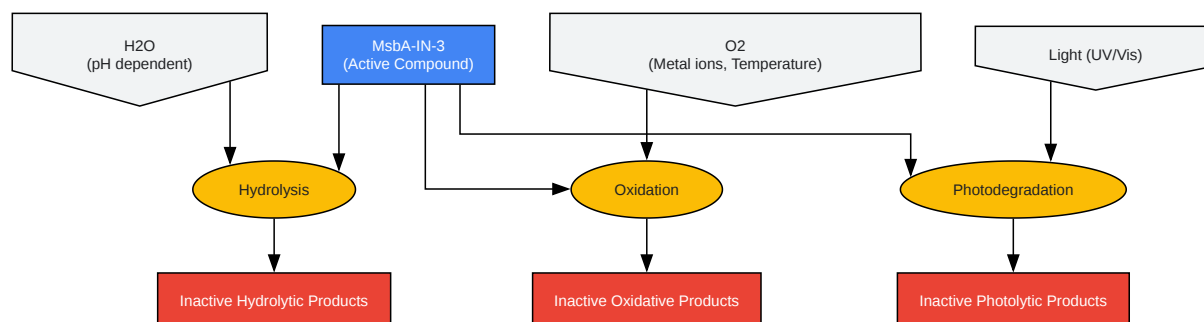 H2O
(pH dependent)
MsbA-IN-3
(Active Compound)
O2
(Metal ions, Temperature)
Light (UV/Vis)
Hydrolysis
Oxidation
Photodegradation
Inactive Hydrolytic Products
Inactive Oxidative Products
Inactive Photolytic Products